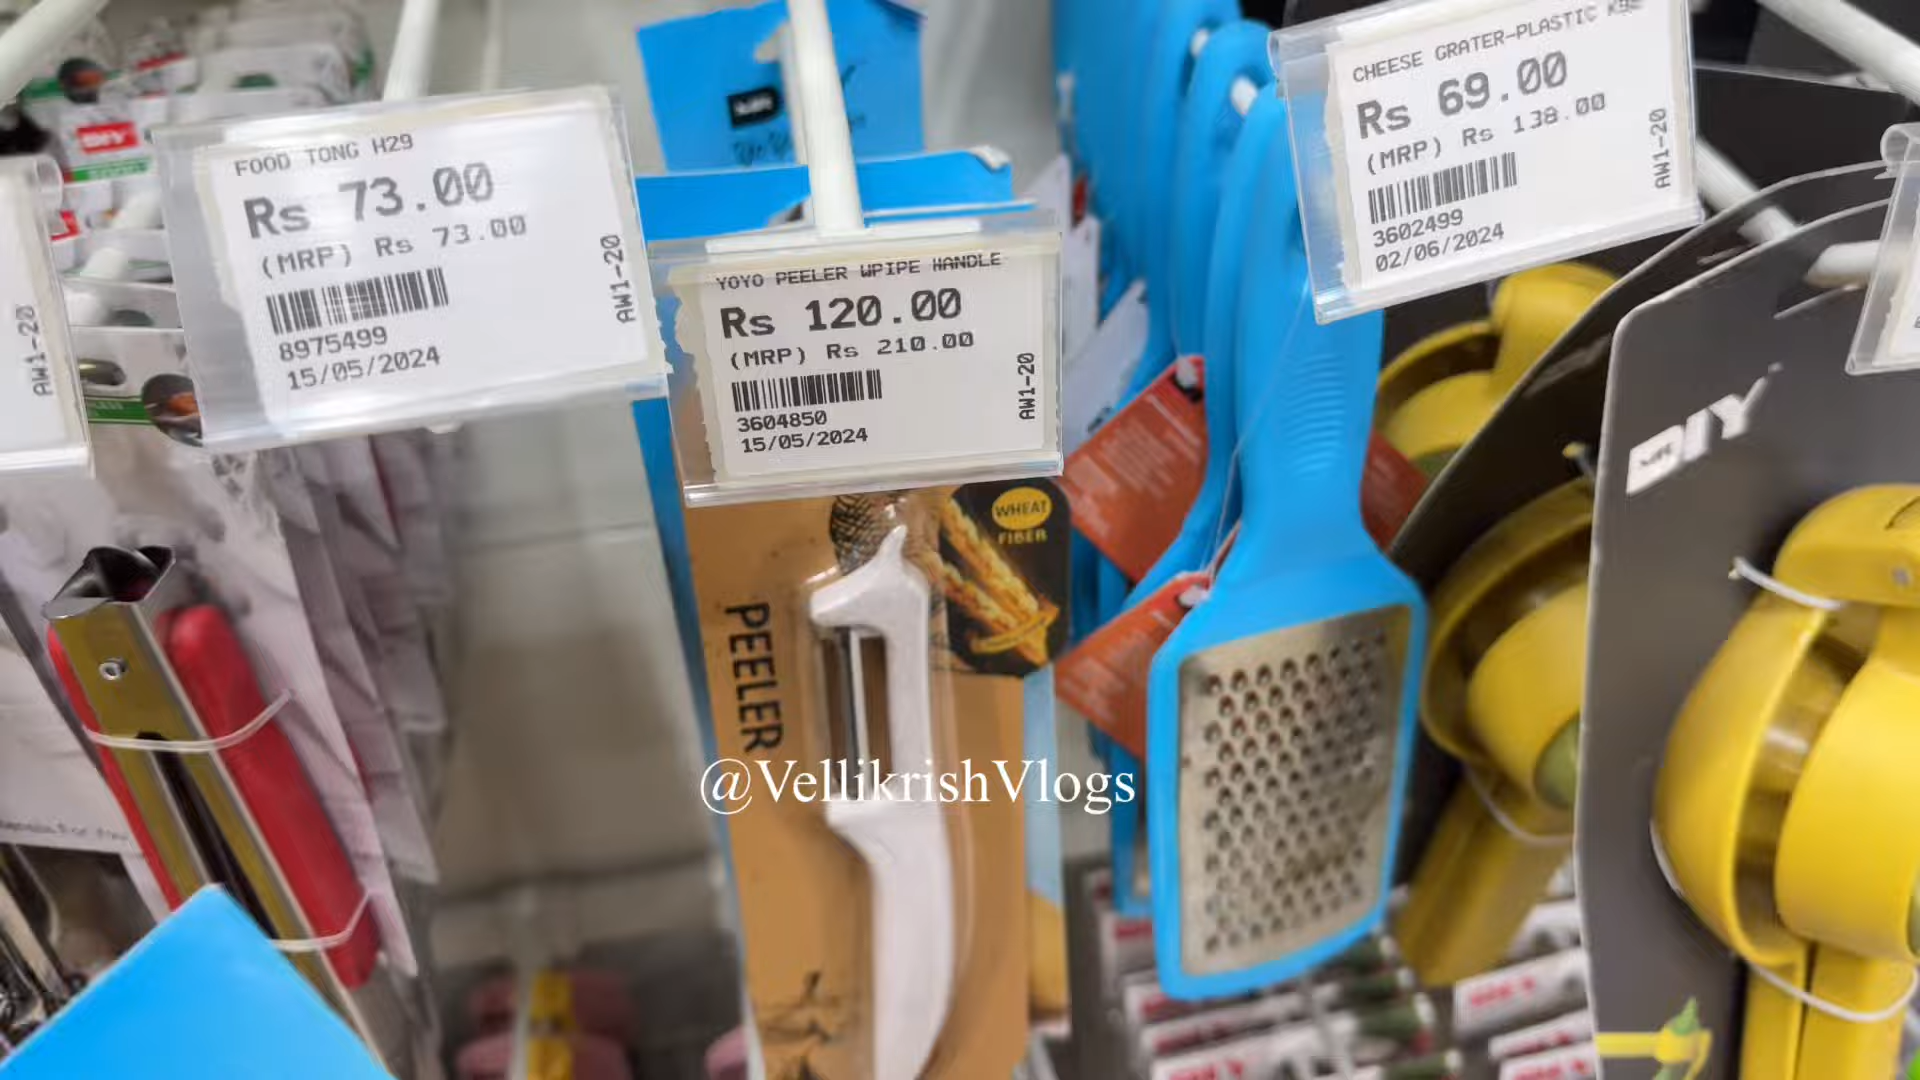 FOOD TONG H29
Rs 73.00
(MRP) Rs 73.00
8975499
15/05/2024
AW1-20
AW1-20
YOYO PEELER WPIPE HANDLE
Rs 120.00
(MRP) Rs 210.00
3604850
15/05/2024
AW1-20
CHEESE GRATER-PLASTIC
Rs 69.00
(MRP) Rs 138.00
3602499
02/06/2024
AW1-20
WHEAT
FIBER
PEELER
MR. DIY
DIY
@VellikrishVlogs